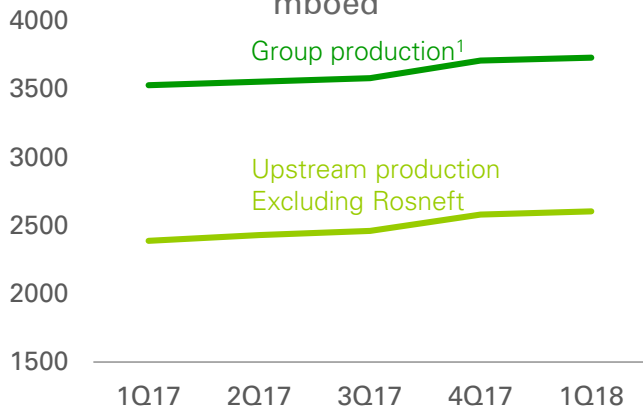 mboed
4000
Group production¹
3500
3000
Upstream production
Excluding Rosneft
2500
2000
1500
1Q17 2Q17 3Q17 4Q17 1Q18